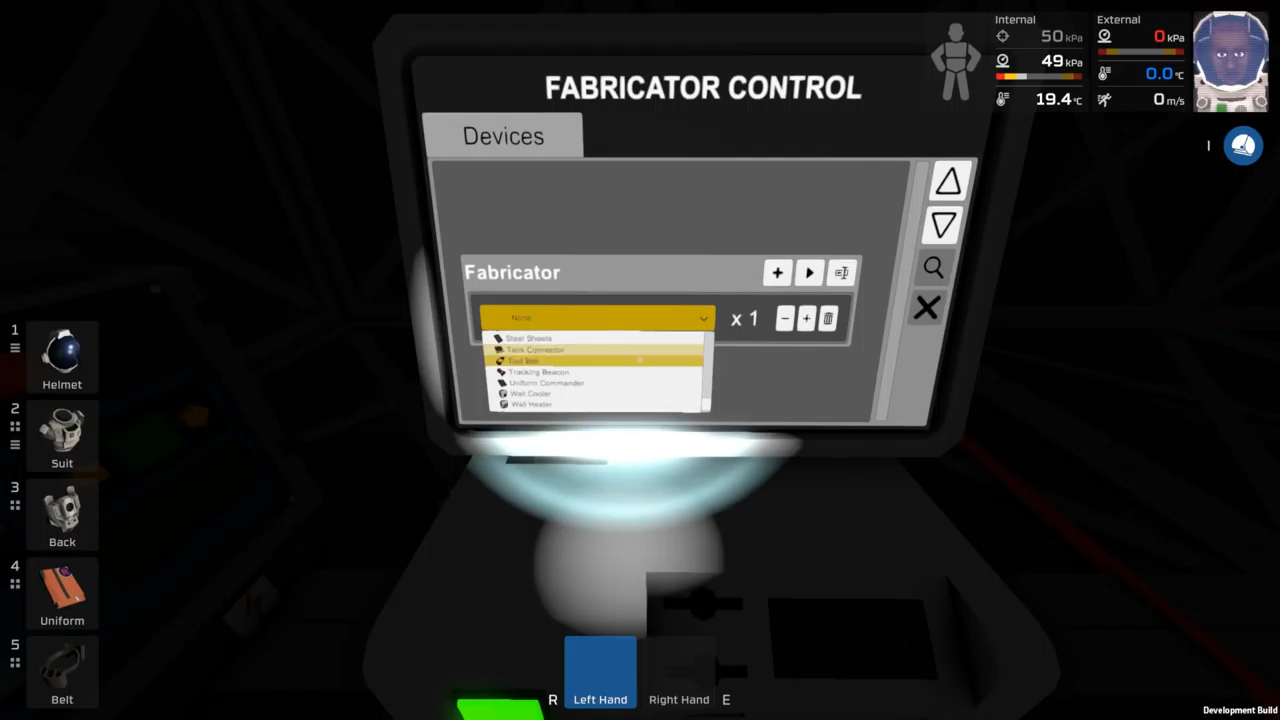 Internal
External
50 kPa
0 kPa
49 kPa
0.0 °C
19.4 °C
0 m/s
I
FABRICATOR CONTROL
Devices
Fabricator
None
x 1
Steel Sheets
Tank Connector
Tool Belt
Tracking Beacon
Uniform Commander
Wall Cooler
Wall Heater
1
Helmet
2
Suit
3
Back
4
Uniform
5
Belt
R
Left Hand
Right Hand
E
Development Build